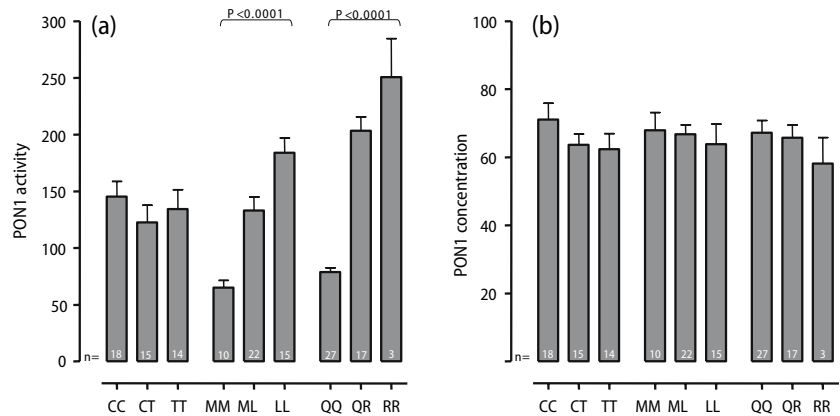 (a)
P <0.0001 P <0.0001
PON1 activity
300
250
200
150
100
50
0
n= 18 15 14 10 22 15 27 17 3
CC CT TT MM ML LL QQ QR RR
(b)
PON1 concentration
100
80
60
40
20
n= 18 15 14 10 22 15 27 17 3
CC CT TT MM ML LL QQ QR RR